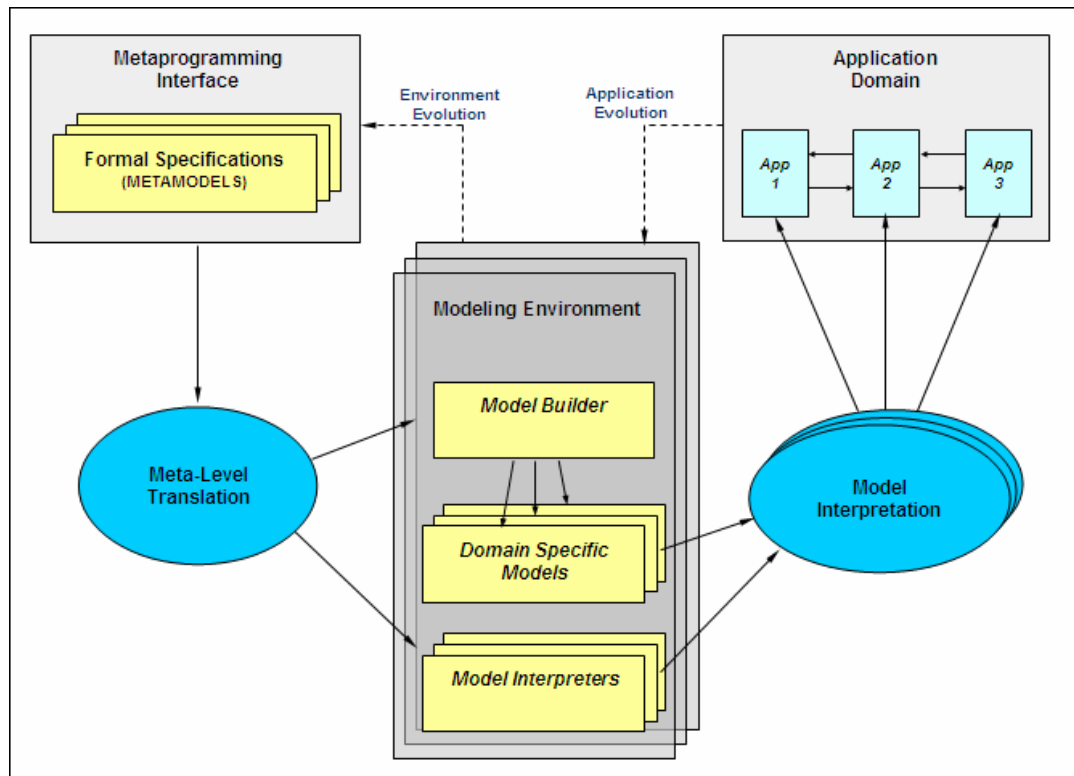 Metaprogramming
Interface
Formal Specifications
(METAMODELS)
Environment
Evolution
Application
Evolution
Application
Domain
App
1
App
2
App
3
Modeling Environment
Model Builder
Domain Specific
Models
Model Interpreters
Meta-Level
Translation
Model
Interpretation